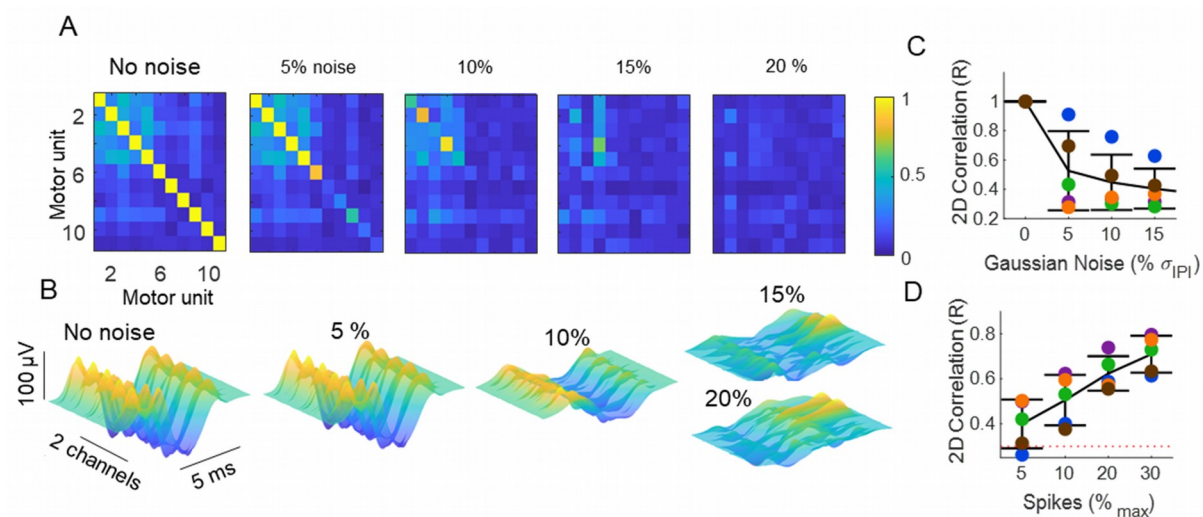 A
No noise
5% noise
10%
15%
20 %
Motor unit
2
6
10
2
6
10
Motor unit
1
0.5
0
B
No noise
5 %
10%
15%
20%
100 µV
2 channels
5 ms
C
2D Correlation (R)
1
0.8
0.6
0.4
0.2
0
5
10
15
Gaussian Noise (% σIPI)
D
2D Correlation (R)
0.8
0.6
0.4
5
10
20
30
Spikes (% max)